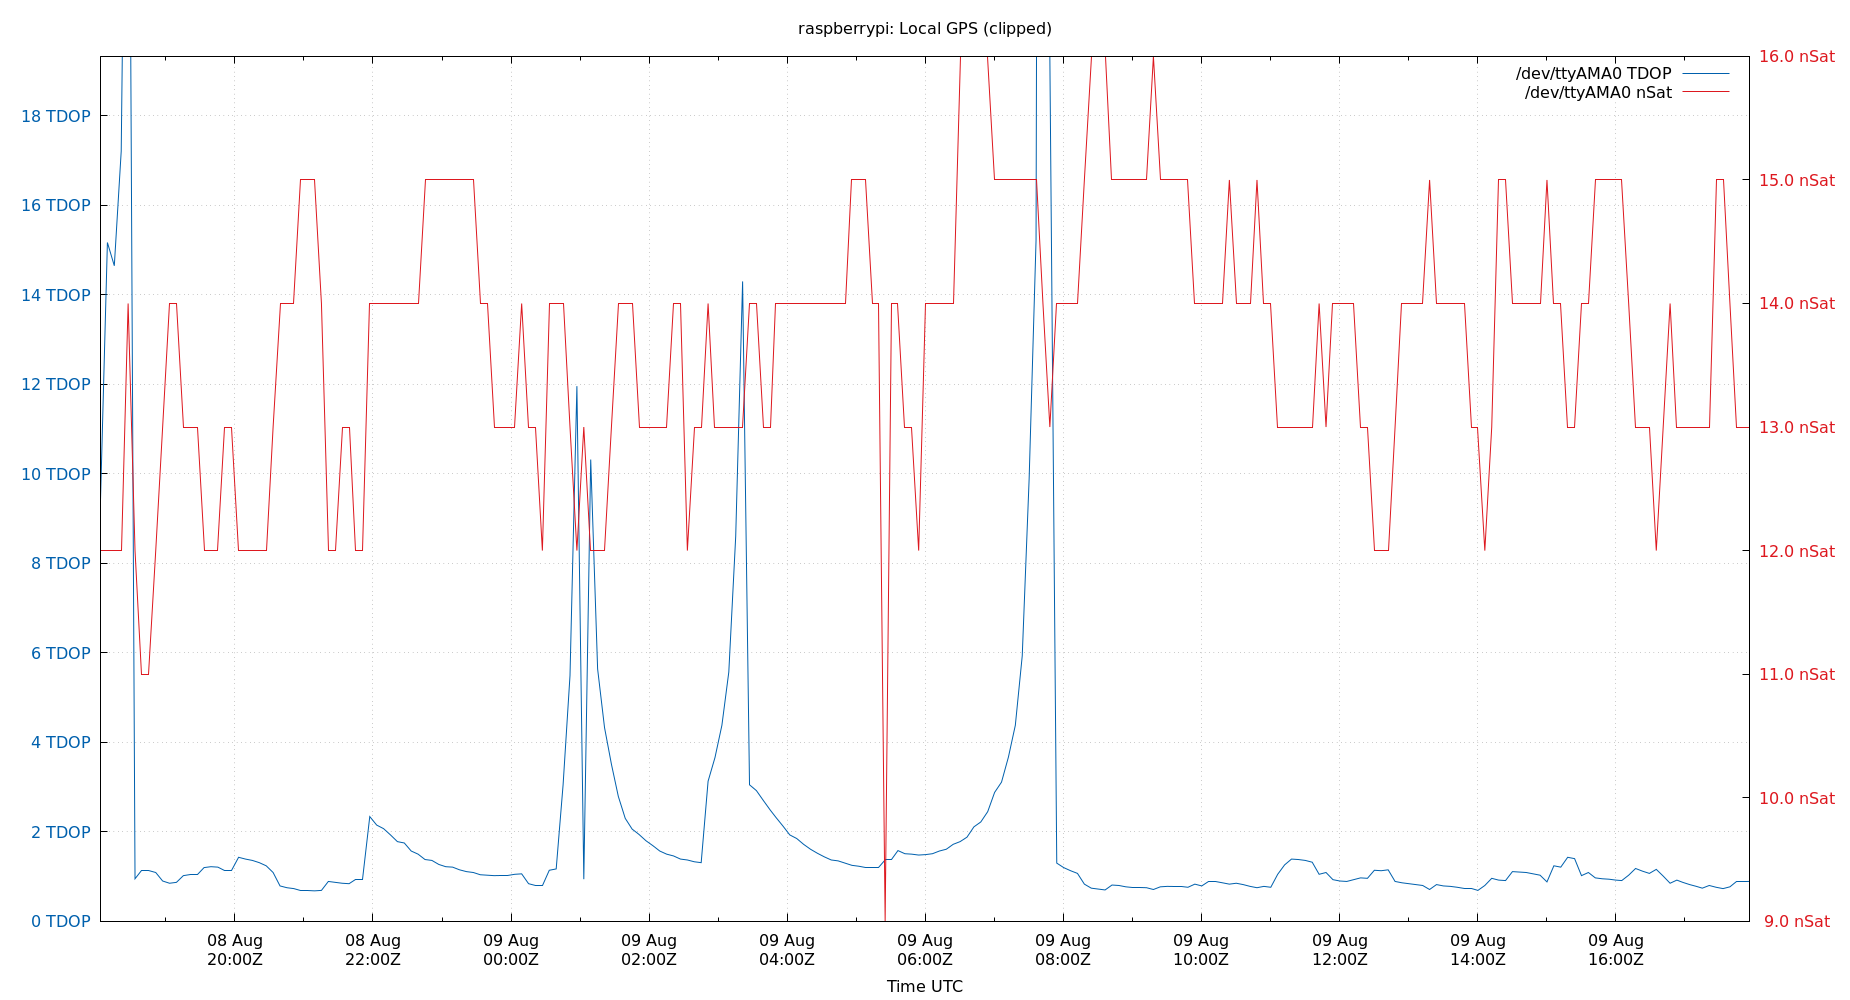 raspberrypi: Local GPS (clipped)
/dev/ttyAMA0 TDOP
/dev/ttyAMA0 nSat
18 TDOP
16 TDOP
14 TDOP
12 TDOP
10 TDOP
8 TDOP
6 TDOP
4 TDOP
2 TDOP
0 TDOP
16.0 nSat
15.0 nSat
14.0 nSat
13.0 nSat
12.0 nSat
11.0 nSat
10.0 nSat
9.0 nSat
08 Aug
20:00Z
08 Aug
22:00Z
09 Aug
00:00Z
09 Aug
02:00Z
09 Aug
04:00Z
09 Aug
06:00Z
09 Aug
08:00Z
09 Aug
10:00Z
09 Aug
12:00Z
09 Aug
14:00Z
09 Aug
16:00Z
Time UTC